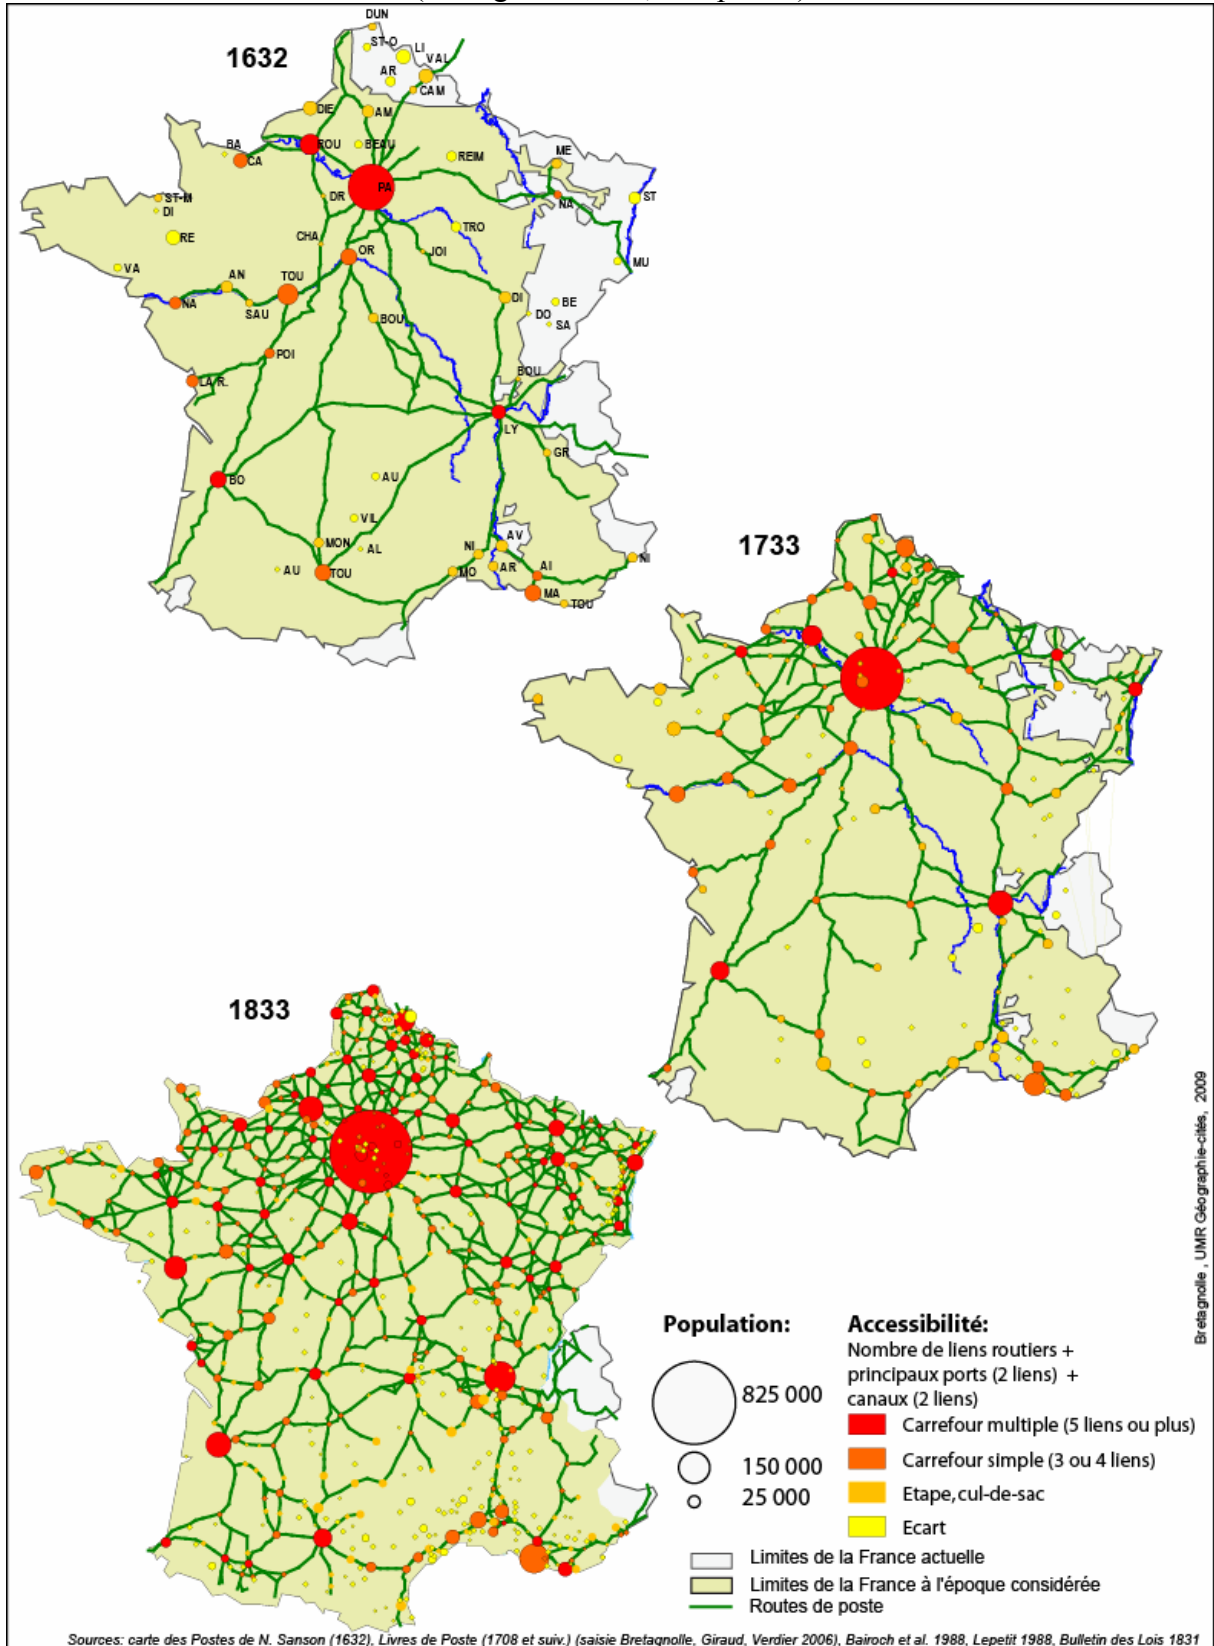 1632
DUN
ST-O
LI
VAL
AR
CAM
DIE
AM
BA
CA
ROU
BEAU
REIM
ME
PA
ST-M
DI
DR
NA
ST
RE
CHA
TRO
VA
OR
JOI
MU
AN
TOU
NA
SAU
BOU
DI
BE
DO
SA
POI
LA R.
BOU
LY
GR
BO
AU
VIL
MON
AL
NI
AV
AU
TOU
MO
AR
AI
NI
MA
TOU
1733
1833
Population:
825 000
150 000
25 000
Accessibilité:
Nombre de liens routiers +
principaux ports (2 liens) +
canaux (2 liens)
Carrefour multiple (5 liens ou plus)
Carrefour simple (3 ou 4 liens)
Etape, cul-de-sac
Ecart
Limites de la France actuelle
Limites de la France à l'époque considérée
Routes de poste
Bretagnolle , UMR Géographie-cités, 2009
Sources: carte des Postes de N. Sanson (1632), Livres de Poste (1708 et suiv.) (saisie Bretagnolle, Giraud, Verdier 2006), Bairoch et al. 1988, Lepetit 1988, Bulletin des Lois 1831